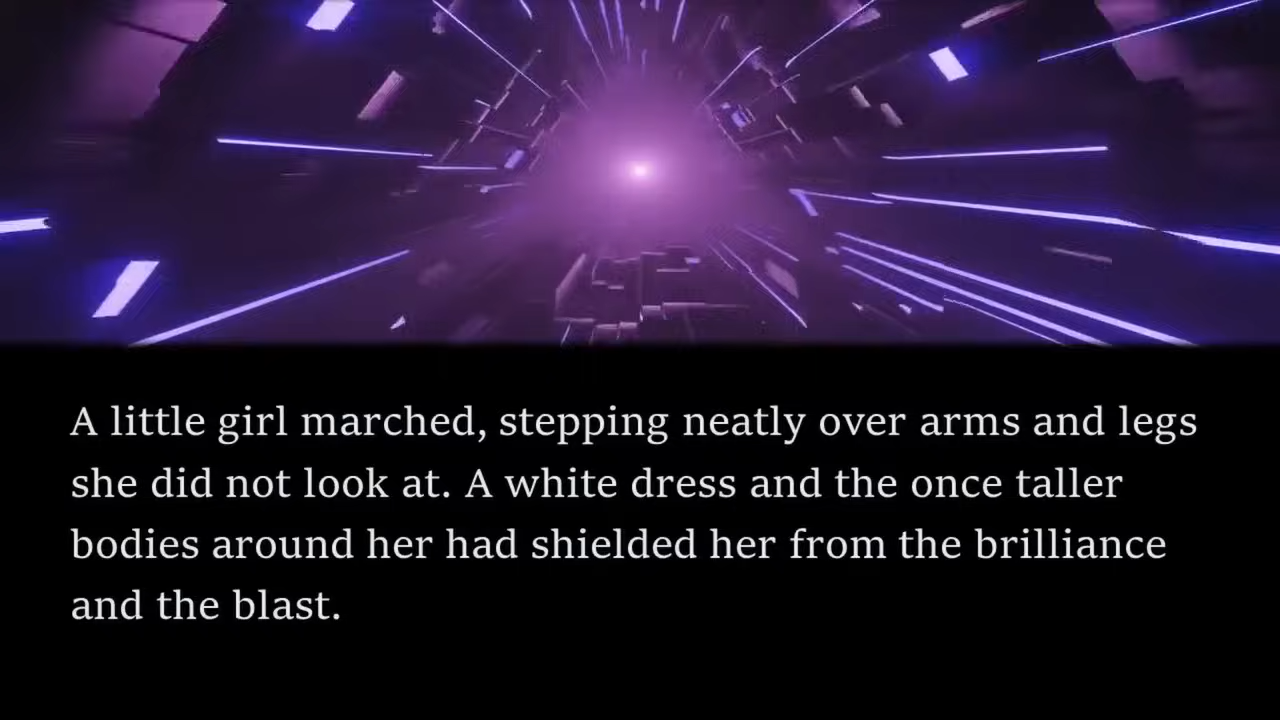 A little girl marched, stepping neatly over arms and legs
she did not look at. A white dress and the once taller
bodies around her had shielded her from the brilliance
and the blast.